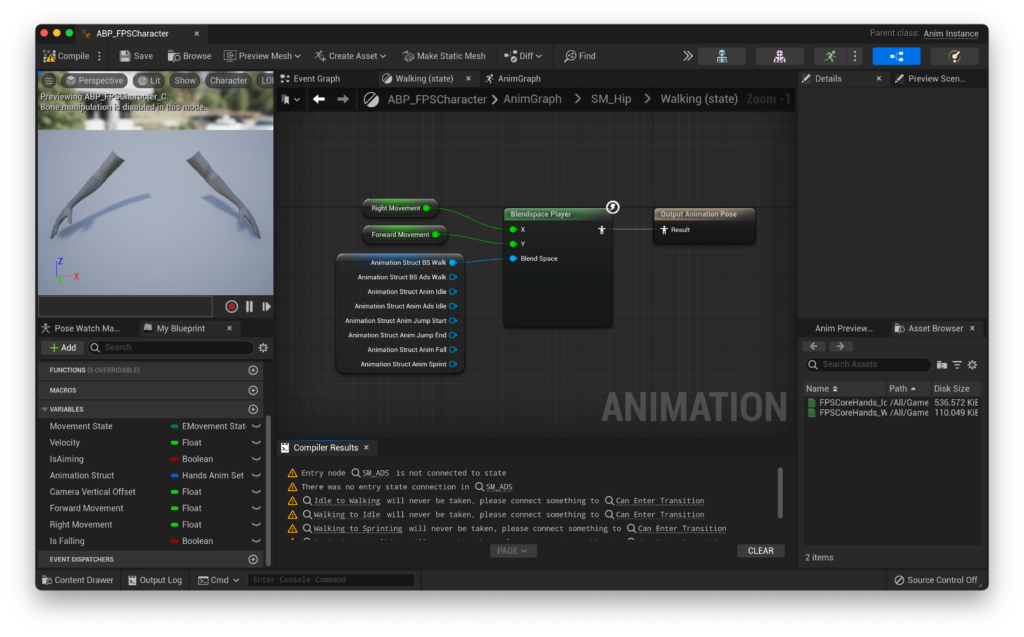 ABP_FPSCharacter
Parent class: Anim Instance
Compile Save Browse Preview Mesh Create Asset Make Static Mesh Diff Find
Perspective Lit Show Character LO
Previewing ABP_FPSCharacter_C.
Bone manipulation is disabled in this mode.
Z
X
Y
Event Graph Walking (state) AnimGraph
ABP_FPSCharacter > AnimGraph > SM_Hip > Walking (state) Zoom -1
Right Movement
Forward Movement
Animation Struct BS Walk
Animation Struct BS Ads Walk
Animation Struct Anim Idle
Animation Struct Anim Ads Idle
Animation Struct Anim Jump Start
Animation Struct Anim Jump End
Animation Struct Anim Fall
Animation Struct Anim Sprint
Blendspace Player
X
Y
Blend Space
Output Animation Pose
Result
ANIMATION
Details Preview Scen...
Pose Watch Ma... My Blueprint
Add Search
FUNCTIONS (5 OVERRIDABLE)
MACROS
VARIABLES
Movement State EMovement Stat
Velocity Float
IsAiming Boolean
Animation Struct Hands Anim Set
Camera Vertical Offset Float
Forward Movement Float
Right Movement Float
Is Falling Boolean
EVENT DISPATCHERS
Compiler Results
Entry node SM_ADS is not connected to state
There was no entry state connection in SM_ADS
Idle to Walking will never be taken, please connect something to Can Enter Transition
Walking to Idle will never be taken, please connect something to Can Enter Transition
Walking to Sprinting will never be taken, please connect something to Can Enter Transition
PAGE
CLEAR
Anim Preview... Asset Browser
Search Assets
Name Path Disk Size
FPSCoreHands_Ic /All/Game 536.572 KiB
FPSCoreHands_W /All/Game 110.049 KiB
2 items
Content Drawer Output Log Cmd Enter Console Command Source Control Off